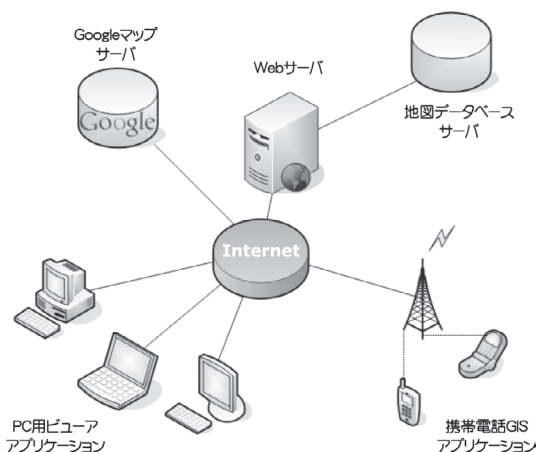 Googleマップ
サーバ
Google
Webサーバ
地図データベース
サーバ
Internet
PC用ビューア
アプリケーション
携帯電話GIS
アプリケーション